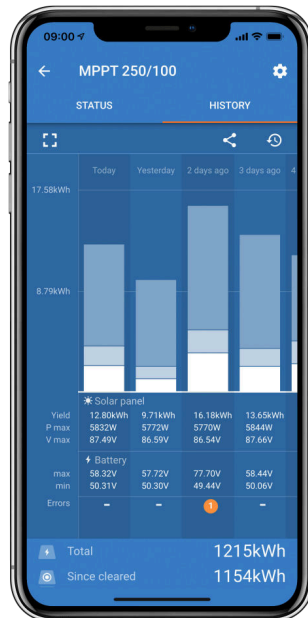 09:00
MPPT 250/100
STATUS HISTORY
Today Yesterday 2 days ago 3 days ago 4
17.58kWh
8.79kWh
Solar panel
Yield 12.80kWh 9.71kWh 16.18kWh 13.65kWh
P max 5832W 5772W 5770W 5844W
V max 87.49V 86.59V 86.54V 87.66V
Battery
max 58.32V 57.72V 77.70V 58.44V
min 50.31V 50.30V 49.44V 50.06V
Errors – – 1 –
Total 1215kWh
Since cleared 1154kWh